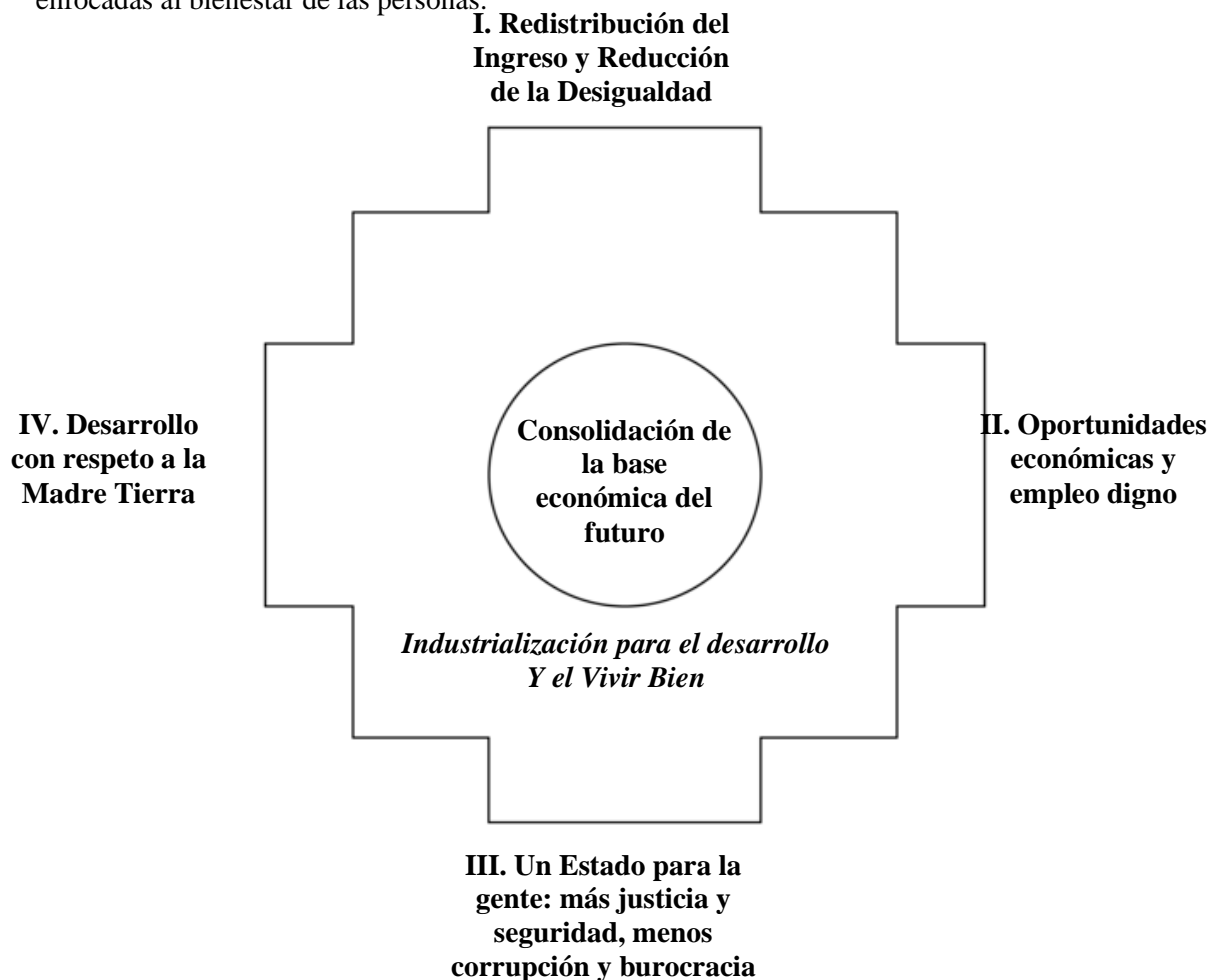 enfocadas al bienestar de las personas.
I. Redistribución del
Ingreso y Reducción
de la Desigualdad
IV. Desarrollo
con respeto a la
Madre Tierra
Consolidación de
la base
económica del
futuro
II. Oportunidades
económicas y
empleo digno
Industrialización para el desarrollo
Y el Vivir Bien
III. Un Estado para la
gente: más justicia y
seguridad, menos
corrupción y burocracia